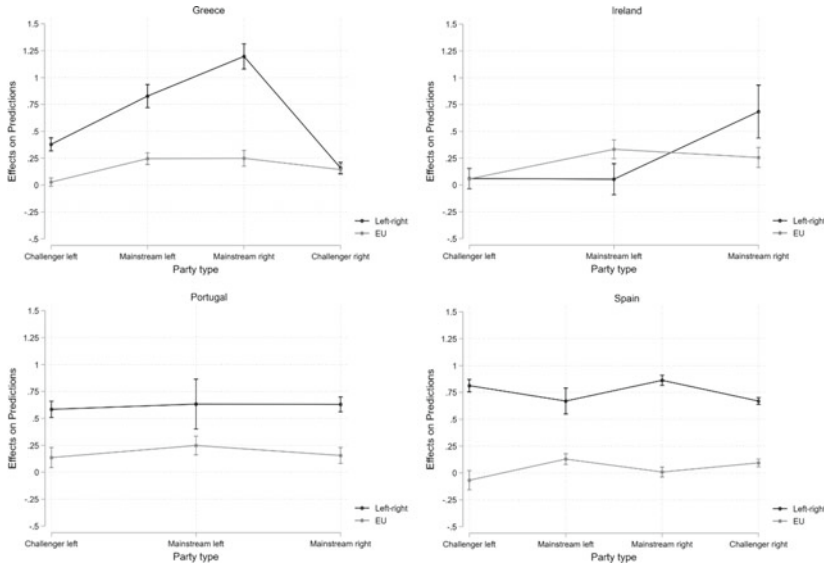 Greece
Effects on Predictions
1.5
1.25
1
.75
.5
.25
0
-.25
-.5
Challenger left
Mainstream left
Mainstream right
Challenger right
Party type
Left-right
EU
Ireland
Effects on Predictions
1.5
1.25
1
.75
.5
.25
0
-.25
-.5
Challenger left
Mainstream left
Mainstream right
Party type
Left-right
EU
Portugal
Effects on Predictions
1.5
1.25
1
.75
.5
.25
0
-.25
-.5
Challenger left
Mainstream left
Mainstream right
Party type
Left-right
EU
Spain
Effects on Predictions
1.5
1.25
1
.75
.5
.25
0
-.25
-.5
Challenger left
Mainstream left
Mainstream right
Challenger right
Party type
Left-right
EU